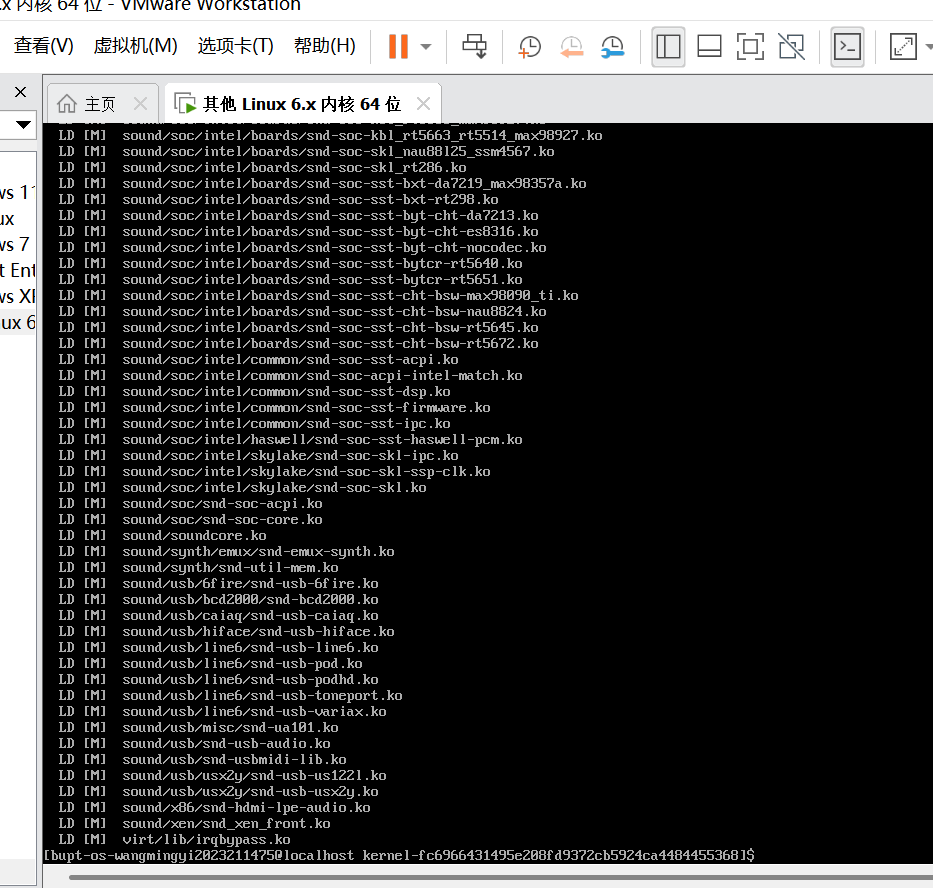 .x 内核 64 位 - VMware Workstation
查看(V) 虚拟机(M) 选项卡(T) 帮助(H)
主页 其他 Linux 6.x 内核 64 位
ws 11
ux
ws 7
t Ent
ws XP
ux 6
LD [M] sound/soc/intel/boards/snd-soc-kbl_rt5663_rt5514_max98927.ko
LD [M] sound/soc/intel/boards/snd-soc-skl_nau88l25_ssm4567.ko
LD [M] sound/soc/intel/boards/snd-soc-skl_rt286.ko
LD [M] sound/soc/intel/boards/snd-soc-sst-bxt-da7219_max98357a.ko
LD [M] sound/soc/intel/boards/snd-soc-sst-bxt-rt298.ko
LD [M] sound/soc/intel/boards/snd-soc-sst-byt-cht-da7213.ko
LD [M] sound/soc/intel/boards/snd-soc-sst-byt-cht-es8316.ko
LD [M] sound/soc/intel/boards/snd-soc-sst-byt-cht-nocodec.ko
LD [M] sound/soc/intel/boards/snd-soc-sst-bytcr-rt5640.ko
LD [M] sound/soc/intel/boards/snd-soc-sst-bytcr-rt5651.ko
LD [M] sound/soc/intel/boards/snd-soc-sst-cht-bsw-max98090_ti.ko
LD [M] sound/soc/intel/boards/snd-soc-sst-cht-bsw-nau8824.ko
LD [M] sound/soc/intel/boards/snd-soc-sst-cht-bsw-rt5645.ko
LD [M] sound/soc/intel/boards/snd-soc-sst-cht-bsw-rt5672.ko
LD [M] sound/soc/intel/common/snd-soc-sst-acpi.ko
LD [M] sound/soc/intel/common/snd-soc-acpi-intel-match.ko
LD [M] sound/soc/intel/common/snd-soc-sst-dsp.ko
LD [M] sound/soc/intel/common/snd-soc-sst-firmware.ko
LD [M] sound/soc/intel/common/snd-soc-sst-ipc.ko
LD [M] sound/soc/intel/haswell/snd-soc-sst-haswell-pcm.ko
LD [M] sound/soc/intel/skylake/snd-soc-skl-ipc.ko
LD [M] sound/soc/intel/skylake/snd-soc-skl-ssp-clk.ko
LD [M] sound/soc/intel/skylake/snd-soc-skl.ko
LD [M] sound/soc/snd-soc-acpi.ko
LD [M] sound/soc/snd-soc-core.ko
LD [M] sound/soundcore.ko
LD [M] sound/synth/emux/snd-emux-synth.ko
LD [M] sound/synth/snd-util-mem.ko
LD [M] sound/usb/6fire/snd-usb-6fire.ko
LD [M] sound/usb/bcd2000/snd-bcd2000.ko
LD [M] sound/usb/caiaq/snd-usb-caiaq.ko
LD [M] sound/usb/hiface/snd-usb-hiface.ko
LD [M] sound/usb/line6/snd-usb-line6.ko
LD [M] sound/usb/line6/snd-usb-pod.ko
LD [M] sound/usb/line6/snd-usb-podhd.ko
LD [M] sound/usb/line6/snd-usb-toneport.ko
LD [M] sound/usb/line6/snd-usb-variax.ko
LD [M] sound/usb/misc/snd-ua101.ko
LD [M] sound/usb/snd-usb-audio.ko
LD [M] sound/usb/snd-usbmidi-lib.ko
LD [M] sound/usb/usx2y/snd-usb-us122l.ko
LD [M] sound/usb/usx2y/snd-usb-usx2y.ko
LD [M] sound/x86/snd-hdmi-lpe-audio.ko
LD [M] sound/xen/snd_xen_front.ko
LD [M] virt/lib/irqbypass.ko
[bupt-os-wangmingyi2023211475@localhost kernel-fc6966431495e208fd9372cb5924ca4484455368]$